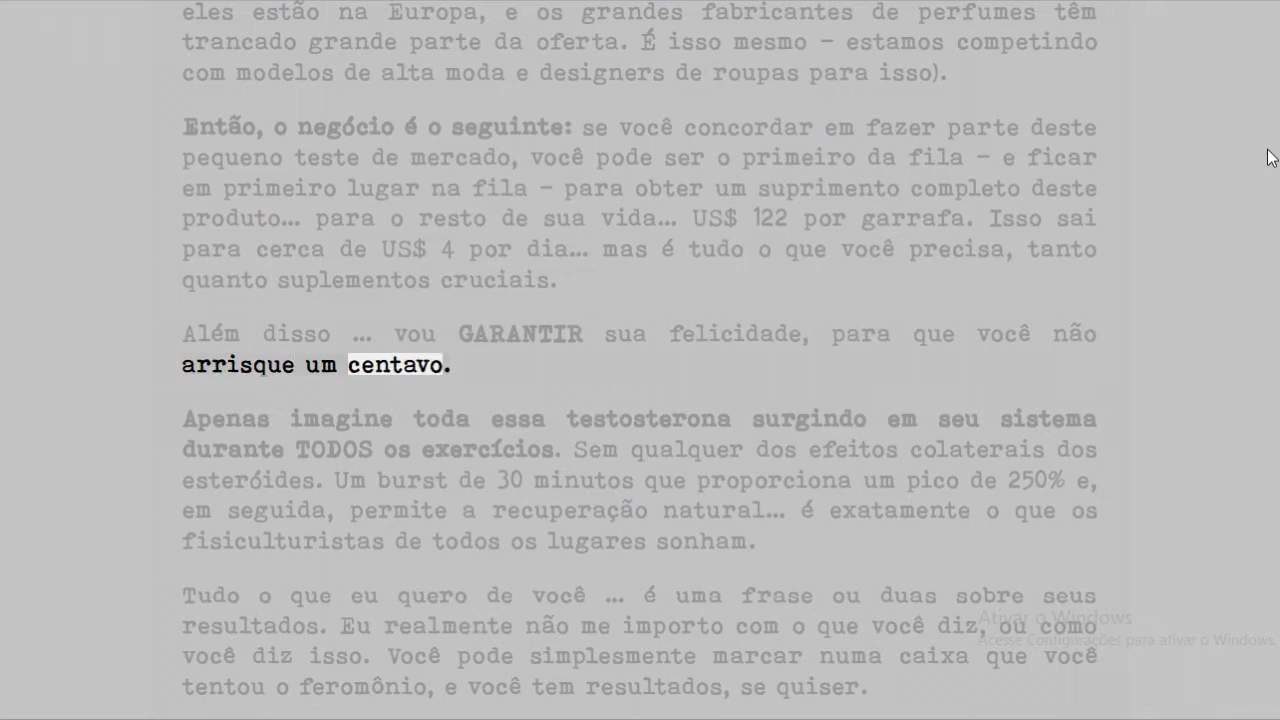 eles estão na Europa, e os grandes fabricantes de perfumes têm
trancado grande parte da oferta. É isso mesmo – estamos competindo
com modelos de alta moda e designers de roupas para isso).
Então, o negócio é o seguinte: se você concordar em fazer parte deste
pequeno teste de mercado, você pode ser o primeiro da fila – e ficar
em primeiro lugar na fila – para obter um suprimento completo deste
produto... para o resto de sua vida... US$ 122 por garrafa. Isso sai
para cerca de US$ 4 por dia... mas é tudo o que você precisa, tanto
quanto suplementos cruciais.
Além disso ... vou GARANTIR sua felicidade, para que você não
arrisque um centavo.
Apenas imagine toda essa testosterona surgindo em seu sistema
durante TODOS os exercícios. Sem qualquer dos efeitos colaterais dos
esteróides. Um burst de 30 minutos que proporciona um pico de 250% e,
em seguida, permite a recuperação natural... é exatamente o que os
fisiculturistas de todos os lugares sonham.
Tudo o que eu quero de você ... é uma frase ou duas sobre seus
resultados. Eu realmente não me importo com o que você diz, ou como
você diz isso. Você pode simplesmente marcar numa caixa que você
tentou o feromônio, e você tem resultados, se quiser.
Ativar o Windows
Acesse Configurações para ativar o Windows.